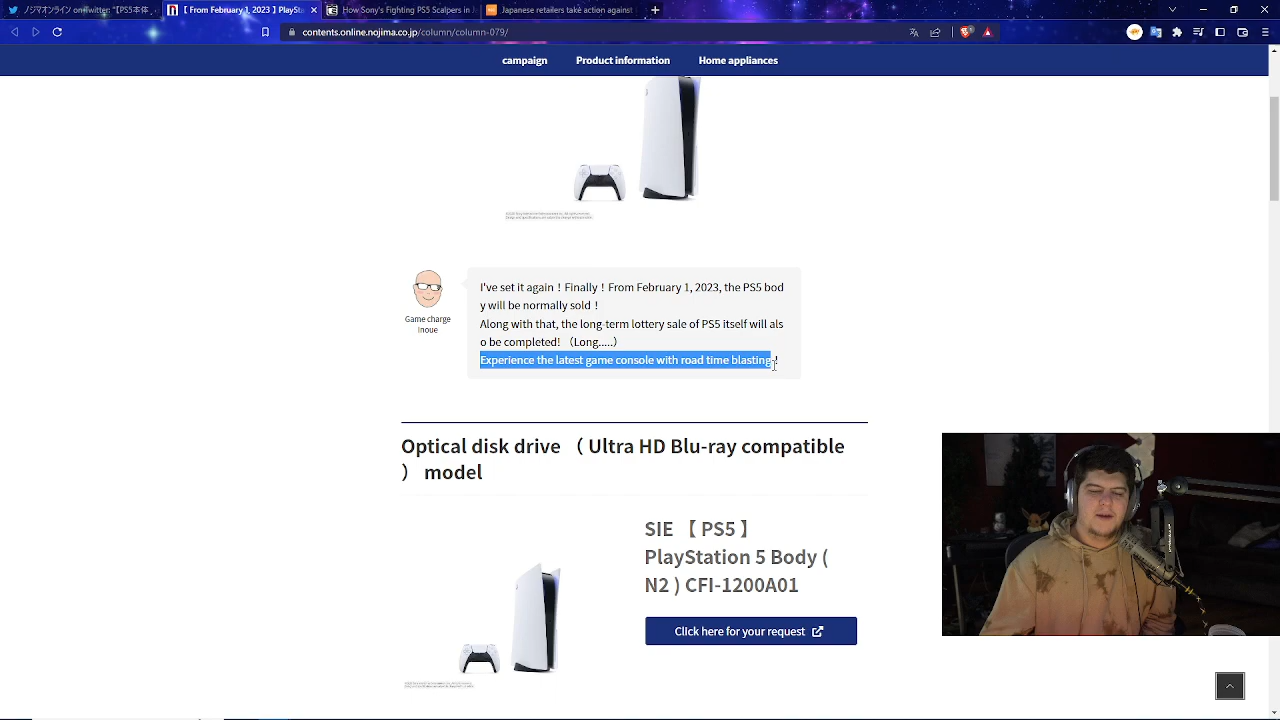 ノジマオンライン on Twitter: "【PS5本体
【 From February 1, 2023 】PlaySta
How Sony's Fighting PS5 Scalpers in J
Japanese retailers take action against
contents.online.nojima.co.jp/column/column-079/
campaign Product information Home appliances
I've set it again！Finally！From February 1, 2023, the PS5 bod
y will be normally sold！
Along with that, the long-term lottery sale of PS5 itself will als
o be completed! （Long.....）
Experience the latest game console with road time blasting！
Game charge
Inoue
Optical disk drive （ Ultra HD Blu-ray compatible
） model
SIE 【 PS5 】
PlayStation 5 Body (
N2 ) CFI-1200A01
Click here for your request